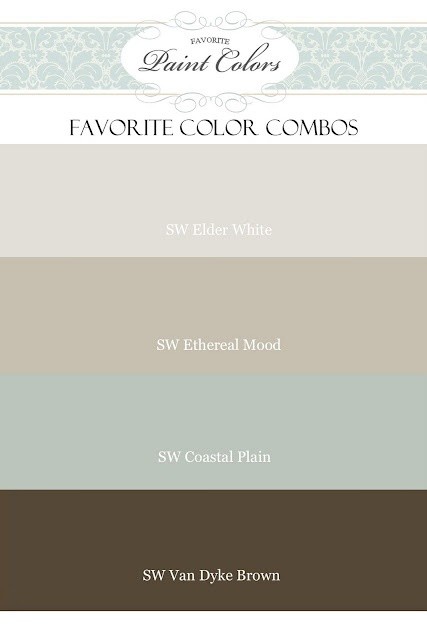 FAVORITE
Paint Colors
FAVORITE COLOR COMBOS
SW Elder White
SW Ethereal Mood
SW Coastal Plain
SW Van Dyke Brown